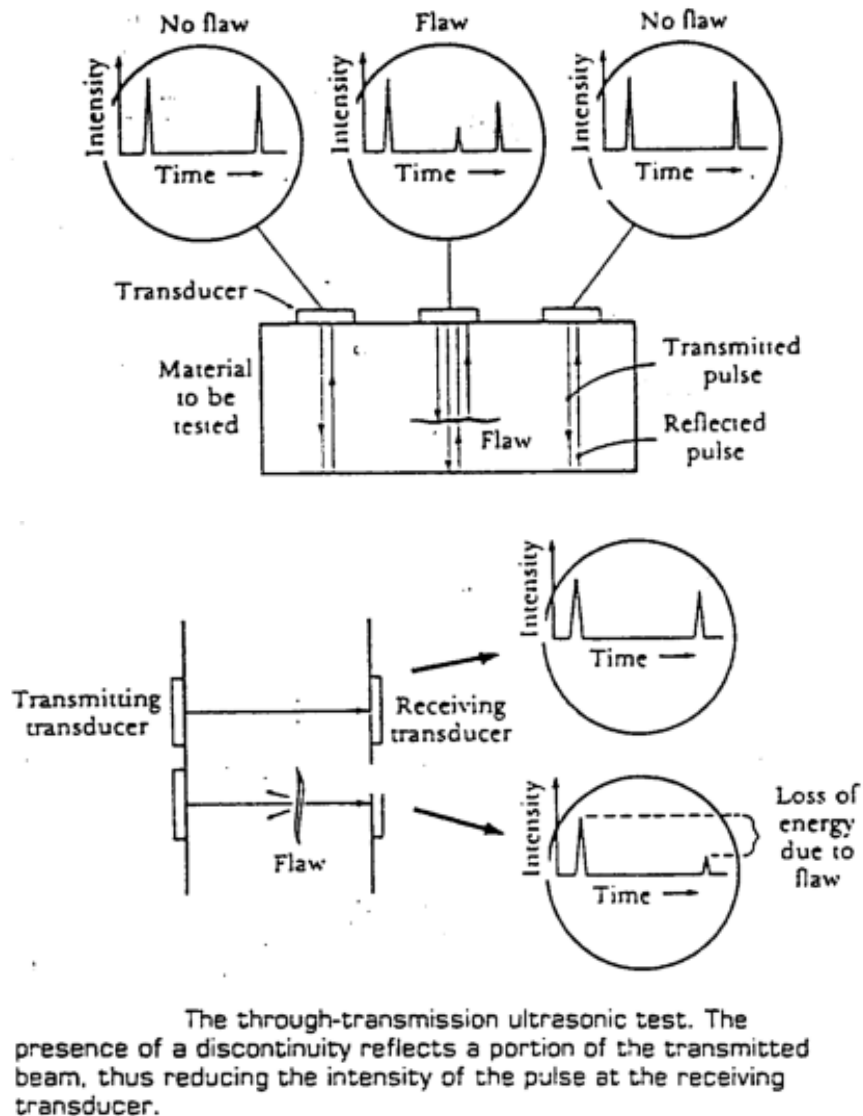 No flaw
Flaw
No flaw
Intensity
Time
Intensity
Time
Intensity
Time
Transducer
Material
to be
tested
Flaw
Transmitted
pulse
Reflected
pulse
Intensity
Time
Transmitting
transducer
Receiving
transducer
Flaw
Intensity
Time
Loss of
energy
due to
flaw
The through-transmission ultrasonic test. The
presence of a discontinuity reflects a portion of the transmitted
beam, thus reducing the intensity of the pulse at the receiving
transducer.